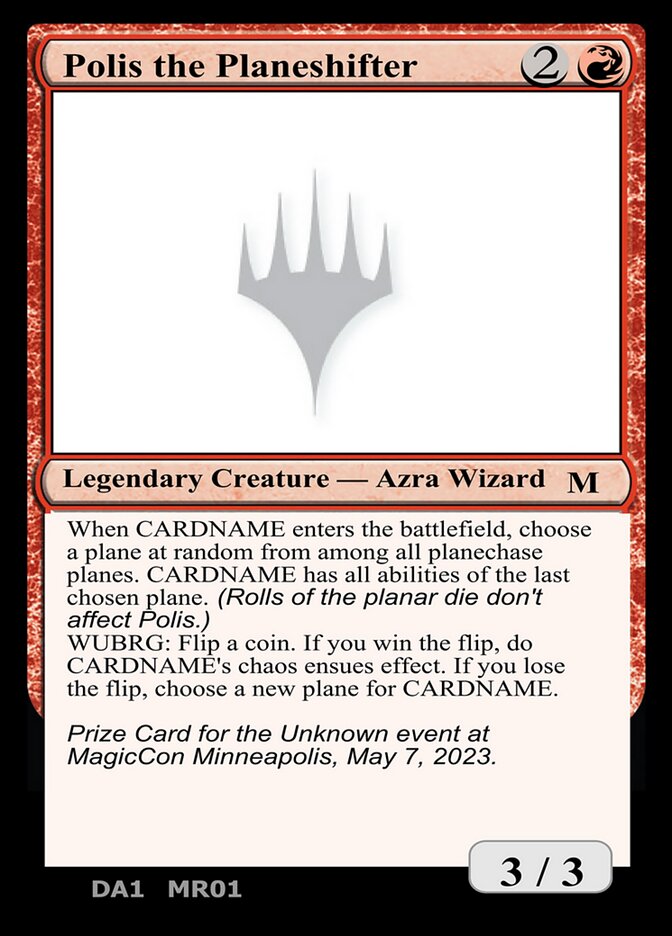 Polis the Planeshifter 2
Legendary Creature — Azra Wizard M
When CARDNAME enters the battlefield, choose
a plane at random from among all planechase
planes. CARDNAME has all abilities of the last
chosen plane. (Rolls of the planar die don't
affect Polis.)
WUBRG: Flip a coin. If you win the flip, do
CARDNAME's chaos ensues effect. If you lose
the flip, choose a new plane for CARDNAME.
Prize Card for the Unknown event at
MagicCon Minneapolis, May 7, 2023.
3 / 3
DA1 MR01